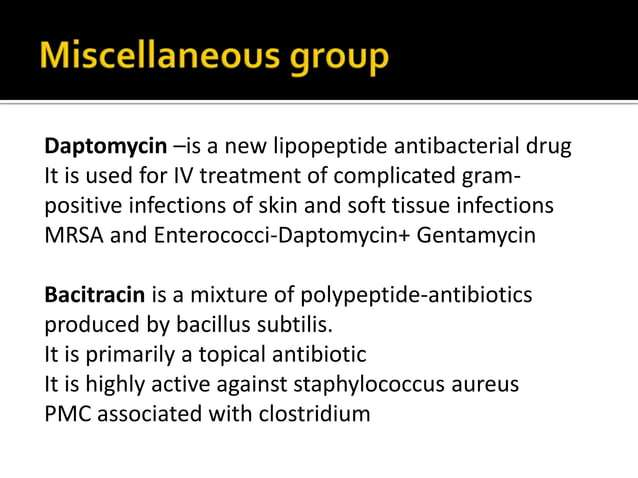 Miscellaneous group
Daptomycin –is a new lipopeptide antibacterial drug
It is used for IV treatment of complicated gram-
positive infections of skin and soft tissue infections
MRSA and Enterococci-Daptomycin+ Gentamycin
Bacitracin is a mixture of polypeptide-antibiotics
produced by bacillus subtilis.
It is primarily a topical antibiotic
It is highly active against staphylococcus aureus
PMC associated with clostridium